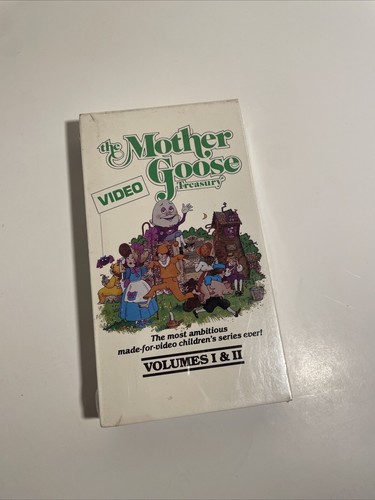 the Mother
Goose
VIDEO
Treasury
The most ambitious
made-for-video children's series ever!
VOLUMES I & II